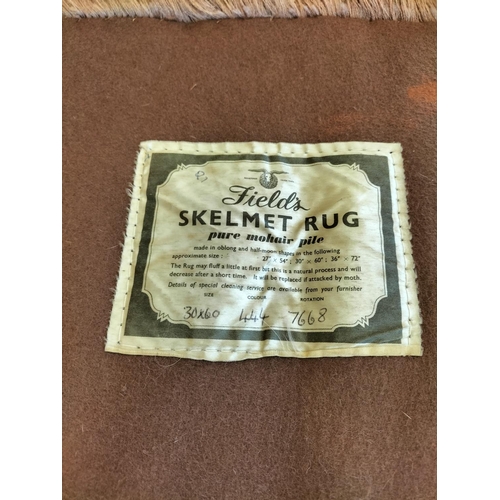 Field's
SKELMET RUG
pure mohair pile
made in oblong and half-moon shapes in the following
approximate size : 27" × 54"; 30" × 60"; 36" × 72"
The Rug may fluff a little at first but this is a natural process and will
decrease after a short time. It will be replaced if attacked by moth.
Details of special cleaning service are available from your furnisher
SIZE COLOUR ROTATION
30x60 444 7668